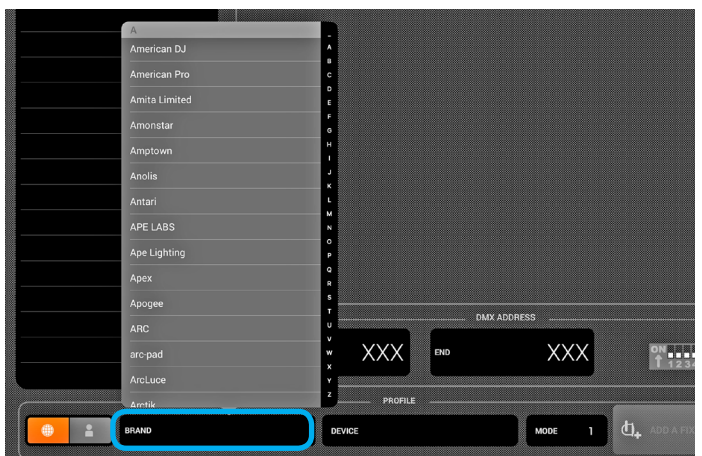 A
American DJ
American Pro
Amita Limited
Amonstar
Amptown
Anolis
Antari
APE LABS
Ape Lighting
Apex
Apogee
ARC
arc-pad
ArcLuce
Arctik
_
A
B
C
D
E
F
G
H
I
J
K
L
M
N
O
P
Q
R
S
T
U
V
W
X
Y
Z
DMX ADDRESS
XXX
END
XXX
ON
1 2 3 4
PROFILE
BRAND
DEVICE
MODE 1
ADD A FIX